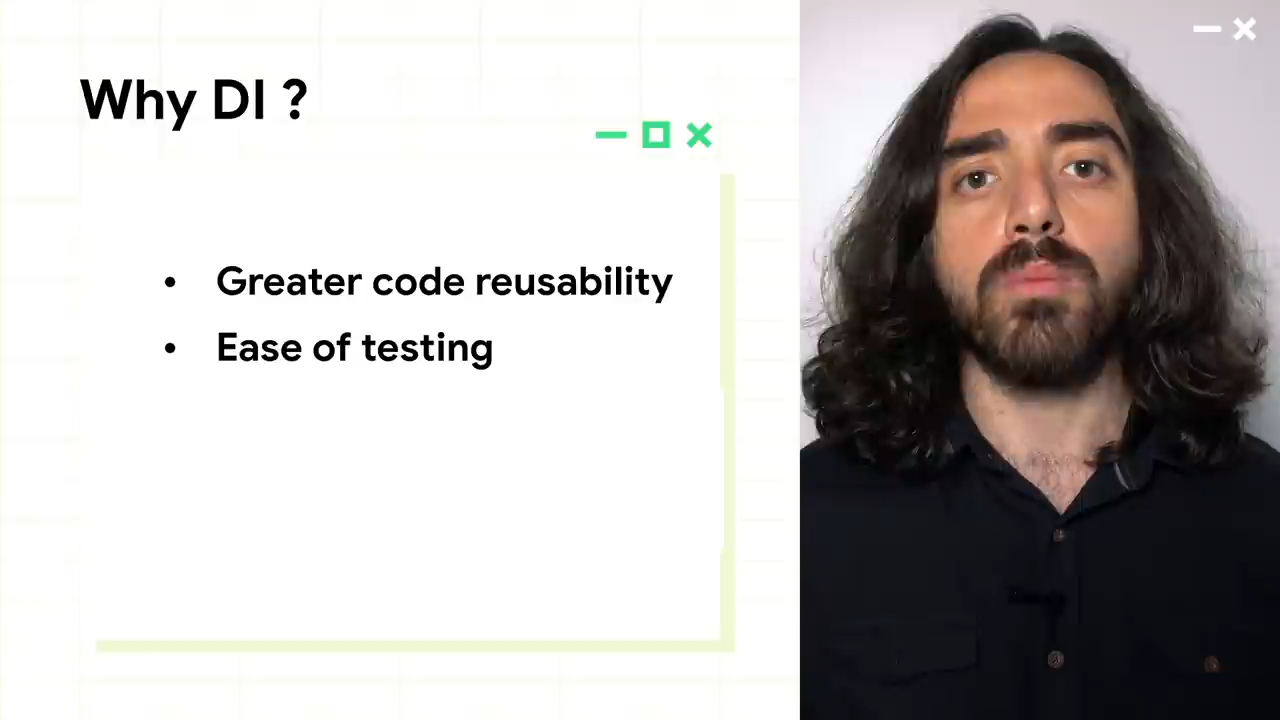 Why DI ?
• Greater code reusability
• Ease of testing